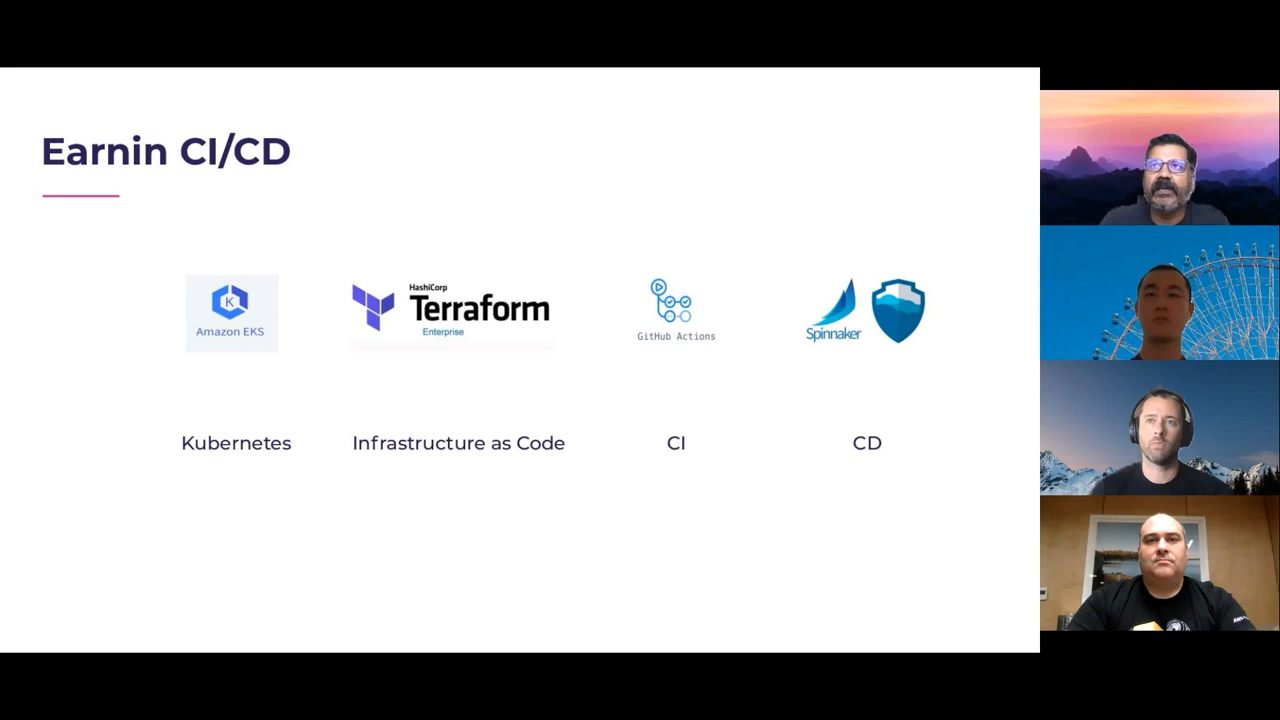 Earnin CI/CD
Amazon EKS
HashiCorp
Terraform
Enterprise
GitHub Actions
Spinnaker
Kubernetes
Infrastructure as Code
CI
CD